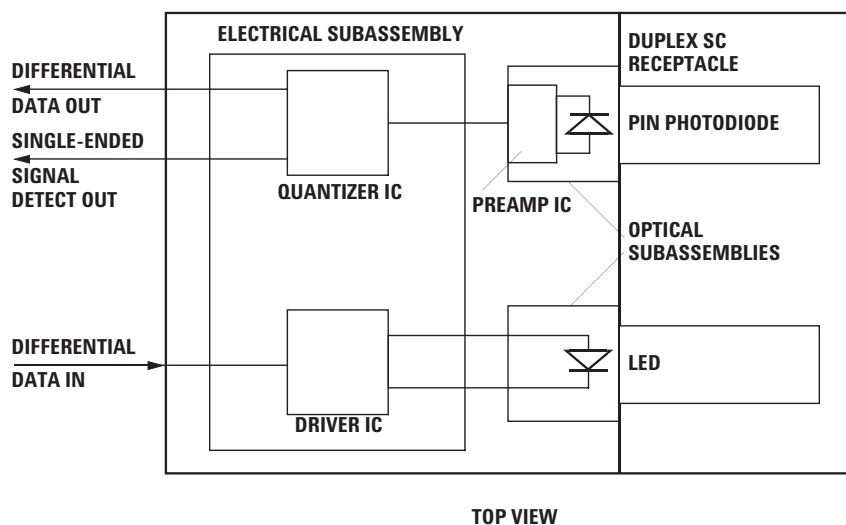 ELECTRICAL SUBASSEMBLY
DUPLEX SC
RECEPTACLE
DIFFERENTIAL
DATA OUT
SINGLE-ENDED
SIGNAL
DETECT OUT
QUANTIZER IC
PREAMP IC
PIN PHOTODIODE
OPTICAL
SUBASSEMBLIES
DIFFERENTIAL
DATA IN
DRIVER IC
LED
TOP VIEW